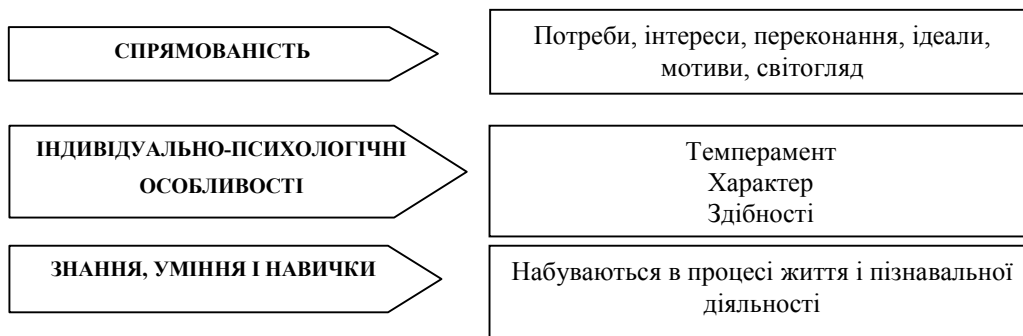 СПРЯМОВАНІСТЬ
Потреби, інтереси, переконання, ідеали,
мотиви, світогляд
ІНДИВІДУАЛЬНО-ПСИХОЛОГІЧНІ
ОСОБЛИВОСТІ
Темперамент
Характер
Здібності
ЗНАННЯ, УМІННЯ І НАВИЧКИ
Набуваються в процесі життя і пізнавальної
діяльності